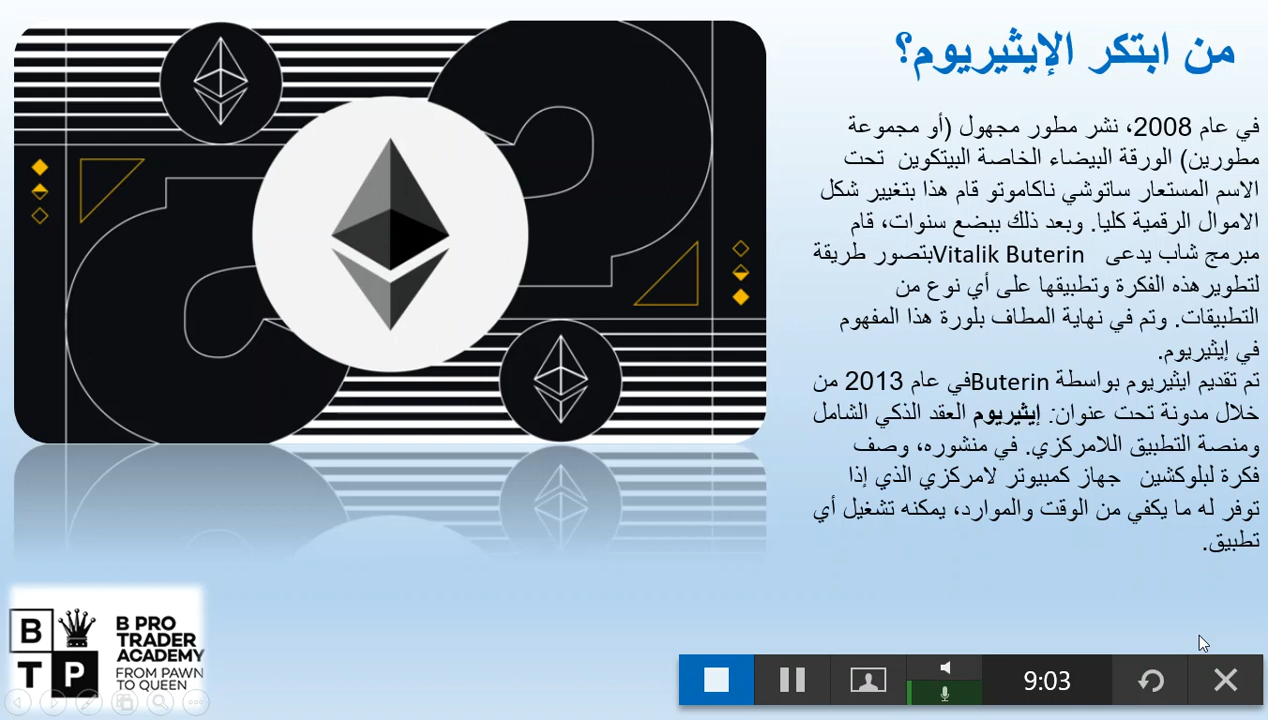 من ابتكر الإيثيريوم؟
في عام 2008، نشر مطور مجهول (أو مجموعة
مطورين) الورقة البيضاء الخاصة البيتكوين تحت
الاسم المستعار ساتوشي ناكاموتو قام هذا بتغيير شكل
الاموال الرقمية كليا. وبعد ذلك ببضع سنوات، قام
مبرمج شاب يدعى Vitalik Buterinبتصور طريقة
لتطويرهذه الفكرة وتطبيقها على أي نوع من
التطبيقات. وتم في نهاية المطاف بلورة هذا المفهوم
في إيثيريوم.
تم تقديم ايثيريوم بواسطة Buterinفي عام 2013 من
خلال مدونة تحت عنوان: إيثيريوم العقد الذكي الشامل
ومنصة التطبيق اللامركزي. في منشوره، وصف
فكرة لبلوكشين جهاز كمبيوتر لامركزي الذي إذا
توفر له ما يكفي من الوقت والموارد، يمكنه تشغيل أي
تطبيق.
B
T P
B PRO
TRADER
ACADEMY
FROM PAWN
TO QUEEN
9:03